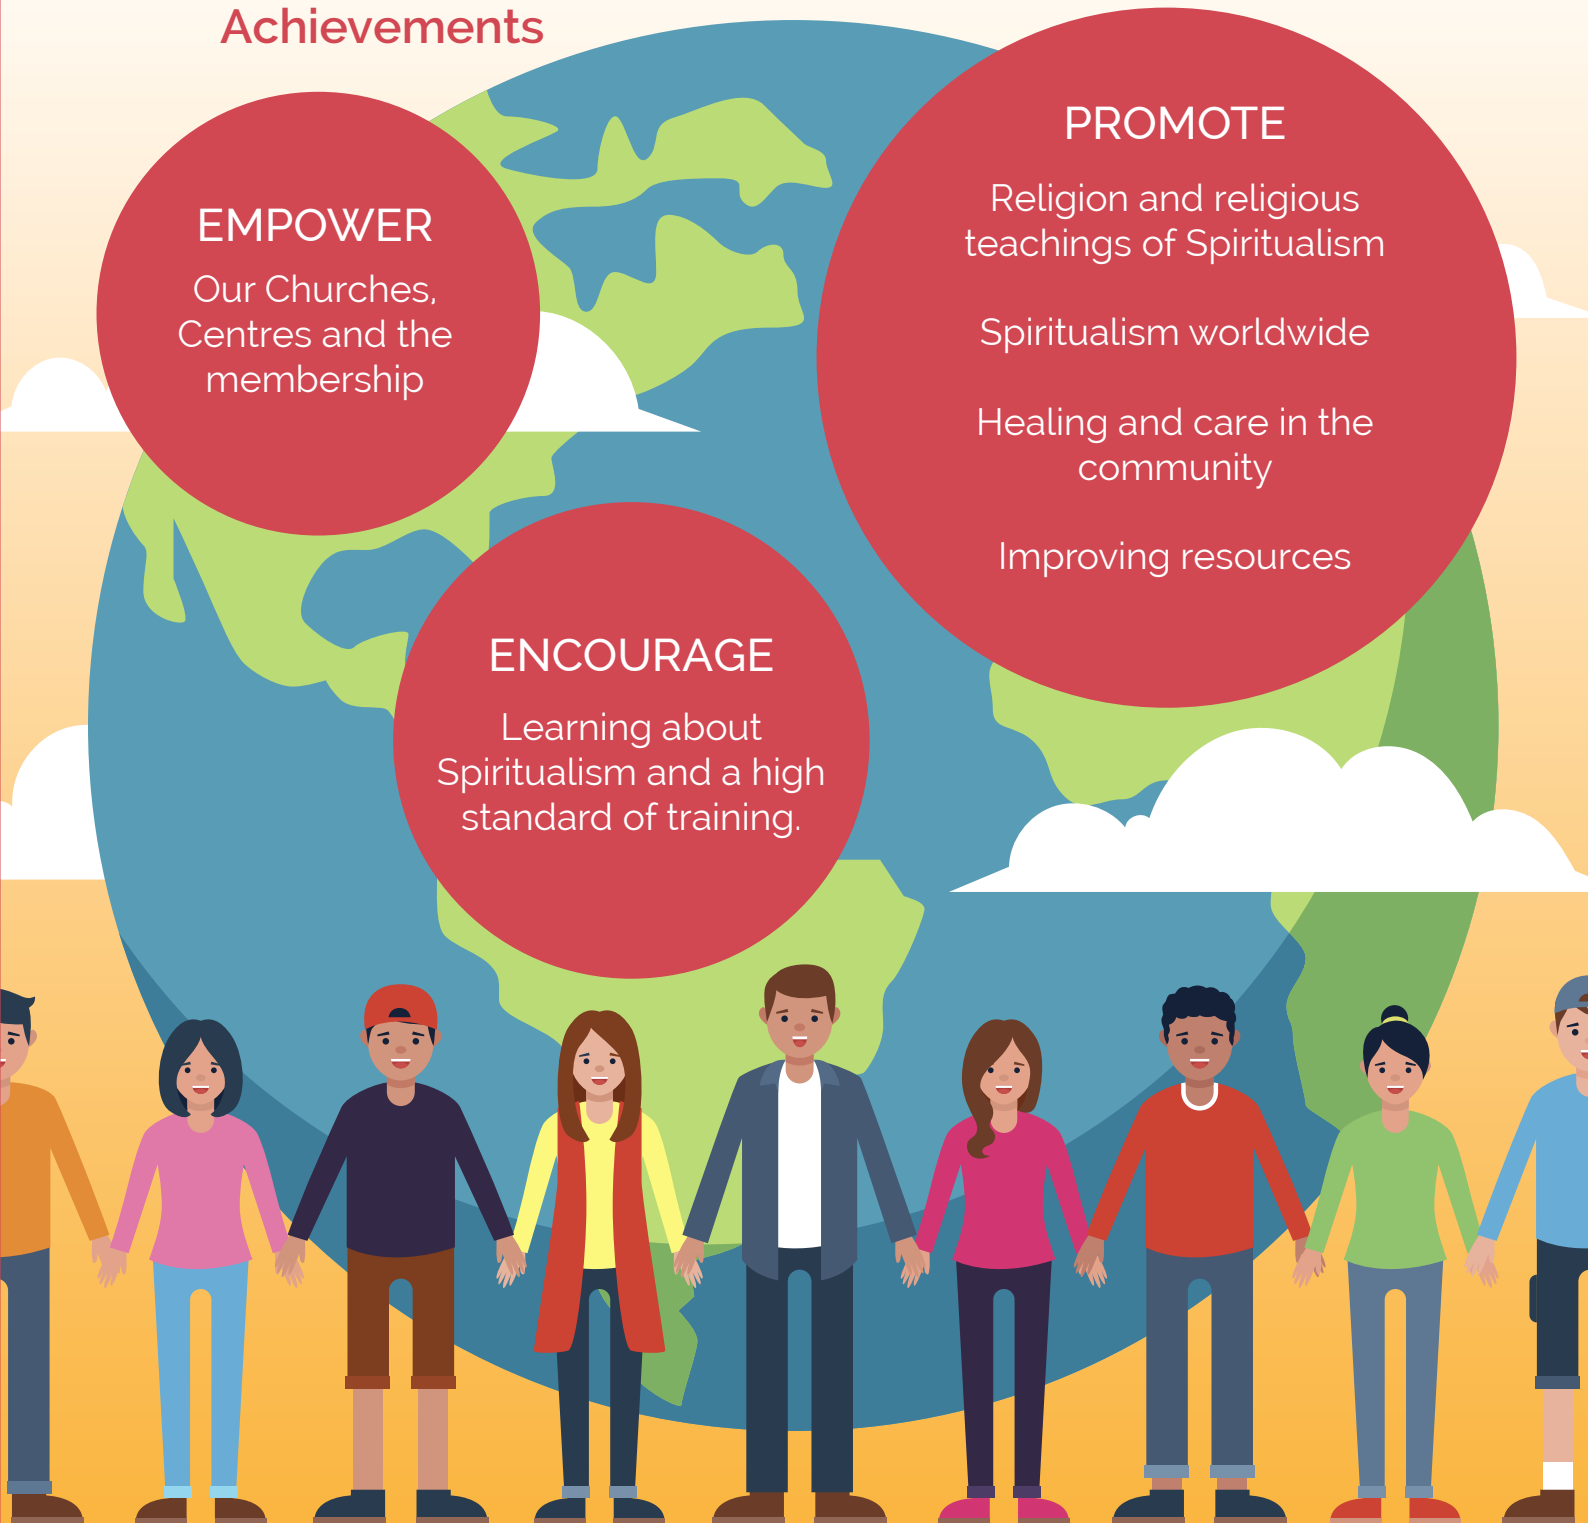 Achievements
EMPOWER
Our Churches,
Centres and the
membership
PROMOTE
Religion and religious
teachings of Spiritualism
Spiritualism worldwide
Healing and care in the
community
Improving resources
ENCOURAGE
Learning about
Spiritualism and a high
standard of training.